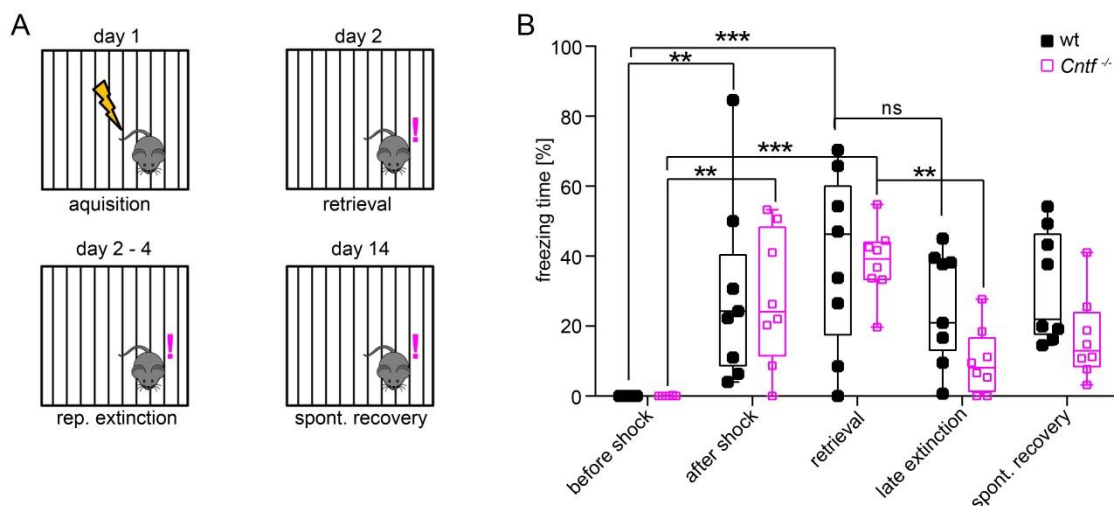 A
day 1
!
day 2
aquisition
retrieval
day 2 - 4
!
day 14
!
rep. extinction
spont. recovery
B
freezing time [%]
100
80
60
40
20
0
***
**
ns
***
**
**
wt
Cntf -/-
before shock
after shock
retrieval
late extinction
spont. recovery